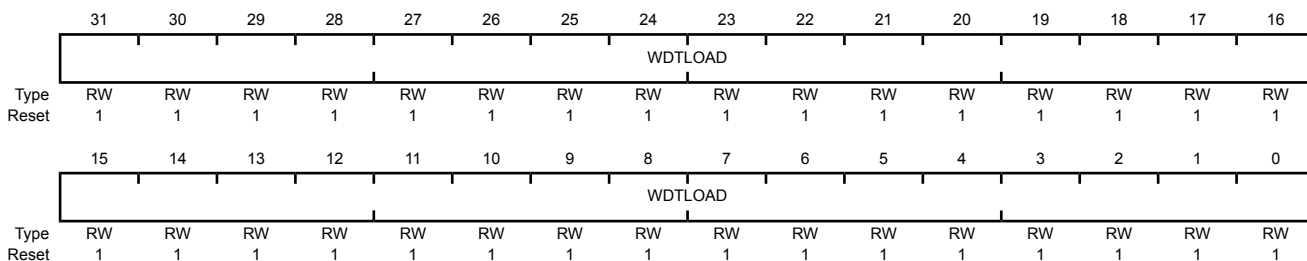 31 30 29 28 27 26 25 24 23 22 21 20 19 18 17 16
WDTLOAD
Type RW RW RW RW RW RW RW RW RW RW RW RW RW RW RW RW
Reset 1 1 1 1 1 1 1 1 1 1 1 1 1 1 1 1
15 14 13 12 11 10 9 8 7 6 5 4 3 2 1 0
WDTLOAD
Type RW RW RW RW RW RW RW RW RW RW RW RW RW RW RW RW
Reset 1 1 1 1 1 1 1 1 1 1 1 1 1 1 1 1